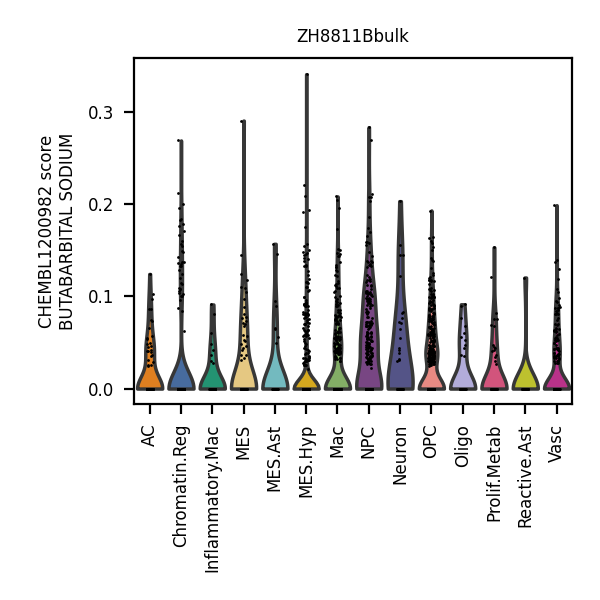 ZH8811Bbulk
CHEMBL1200982 score
BUTABARBITAL SODIUM
0.3
0.2
0.1
0.0
AC
Chromatin.Reg
Inflammatory.Mac
MES
MES.Ast
MES.Hyp
Mac
NPC
Neuron
OPC
Oligo
Prolif.Metab
Reactive.Ast
Vasc